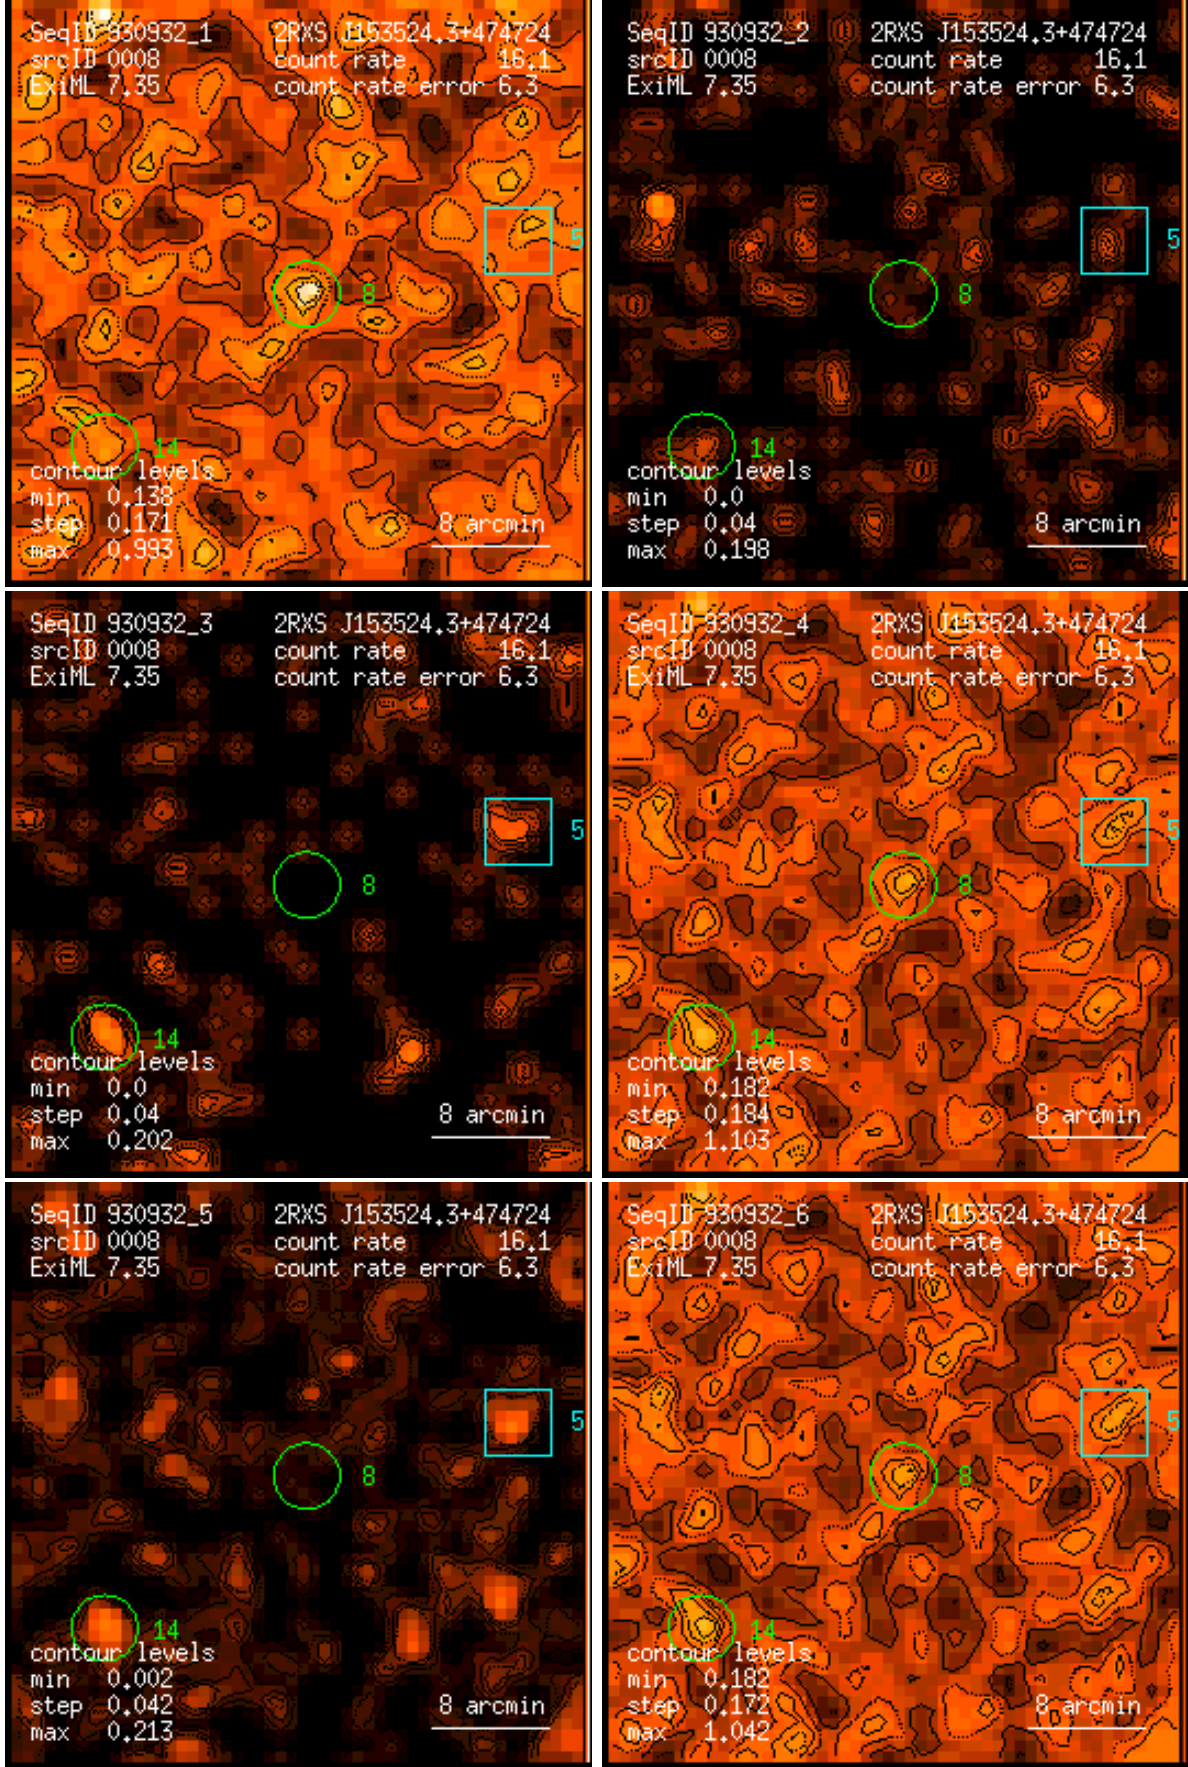 SeqID 930932_1 2RXS J153524.3+474724
srcID 0008 count rate 16.1
ExiML 7.35 count rate error 6.3
5
8
14
contour levels
min 0.138
step 0.171 8 arcmin
max 0.993
SeqID 930932_2 2RXS J153524.3+474724
srcID 0008 count rate 16.1
ExiML 7.35 count rate error 6.3
5
8
14
contour levels
min 0.0
step 0.04 8 arcmin
max 0.198
SeqID 930932_3 2RXS J153524.3+474724
srcID 0008 count rate 16.1
ExiML 7.35 count rate error 6.3
5
8
14
contour levels
min 0.0
step 0.04 8 arcmin
max 0.202
SeqID 930932_4 2RXS J153524.3+474724
srcID 0008 count rate 16.1
ExiML 7.35 count rate error 6.3
5
8
14
contour levels
min 0.182
step 0.184 8 arcmin
max 1.103
SeqID 930932_5 2RXS J153524.3+474724
srcID 0008 count rate 16.1
ExiML 7.35 count rate error 6.3
5
8
14
contour levels
min 0.002
step 0.042 8 arcmin
max 0.213
SeqID 930932_6 2RXS J153524.3+474724
srcID 0008 count rate 16.1
ExiML 7.35 count rate error 6.3
5
8
14
contour levels
min 0.182
step 0.172 8 arcmin
max 1.042